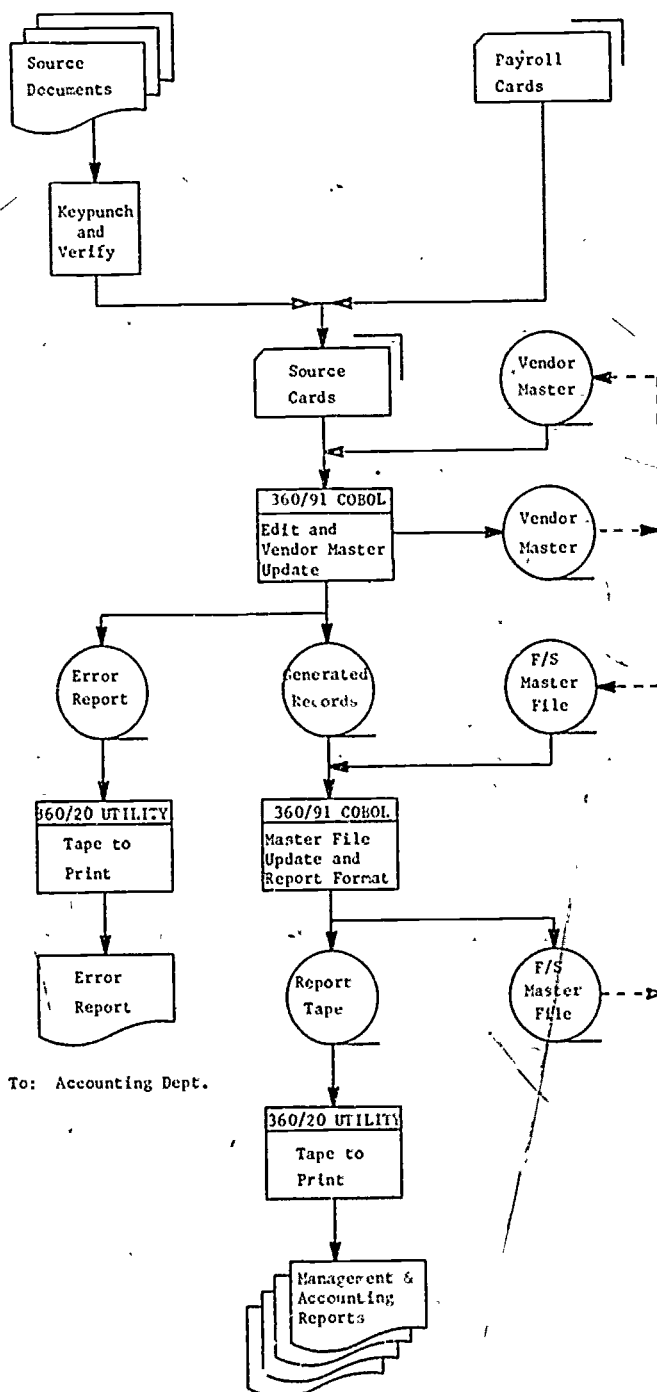 Source
Documents
Payroll
Cards
Keypunch
and
Verify
Source
Cards
Vendor
Master
360/91 COBOL
Edit and
Vendor Master
Update
Vendor
Master
Error
Report
Generated
Records
F/S
Master
File
360/20 UTILITY
Tape to
Print
360/91 COBOL
Master File
Update and
Report Format
Error
Report
Report
Tape
F/S
Master
File
To: Accounting Dept.
360/20 UTILITY
Tape to
Print
Management &
Accounting
Reports